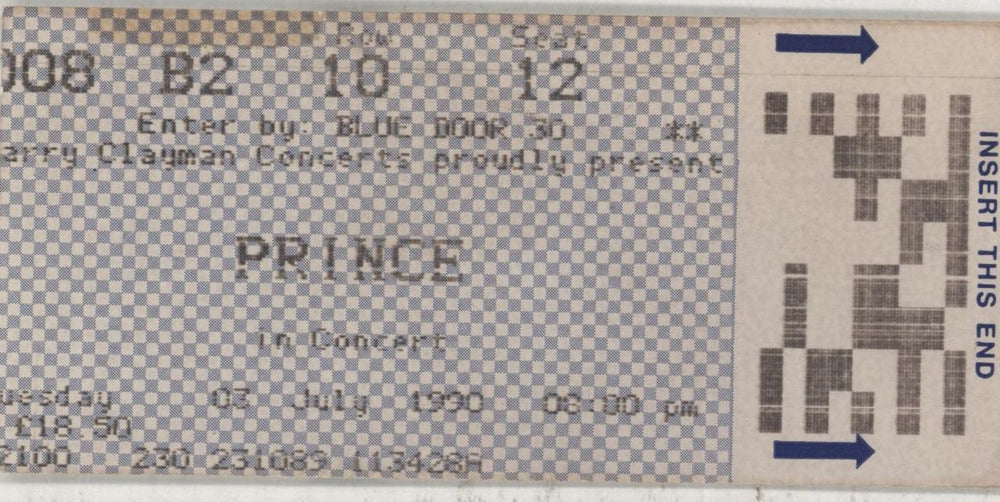 Row Seat
008 B2 10 12
Enter by: BLUE DOOR 30 **
arry Clayman Concerts proudly present
PRINCE
in Concert
uesday 03 July 1990 08:00 pm
£18.50
2100 230 231089 113428A
INSERT THIS END